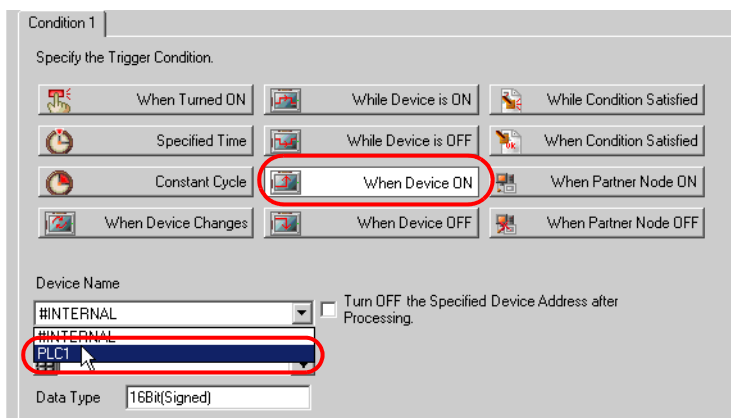 Condition 1
Specify the Trigger Condition.
When Turned ON While Device is ON While Condition Satisfied
Specified Time While Device is OFF When Condition Satisfied
Constant Cycle When Device ON When Partner Node ON
When Device Changes When Device OFF When Partner Node OFF
Device Name
#INTERNAL
Turn OFF the Specified Device Address after
Processing.
#INTERNAL
PLC1
Data Type 16Bit(Signed)